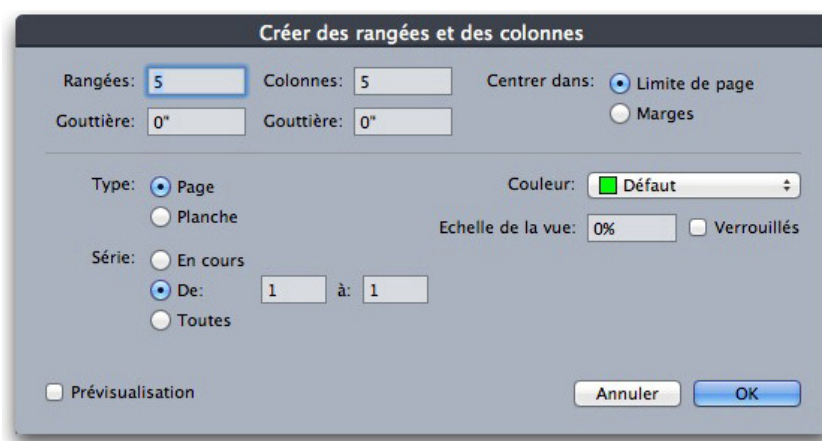 Créer des rangées et des colonnes
Rangées: 5 Colonnes: 5 Centrer dans: Limite de page
Marges
Gouttière: 0" Gouttière: 0"
Type: Page Couleur: Défaut
Planche
Echelle de la vue: 0% Verrouillés
Série: En cours
De: 1 à: 1
Toutes
Prévisualisation Annuler OK